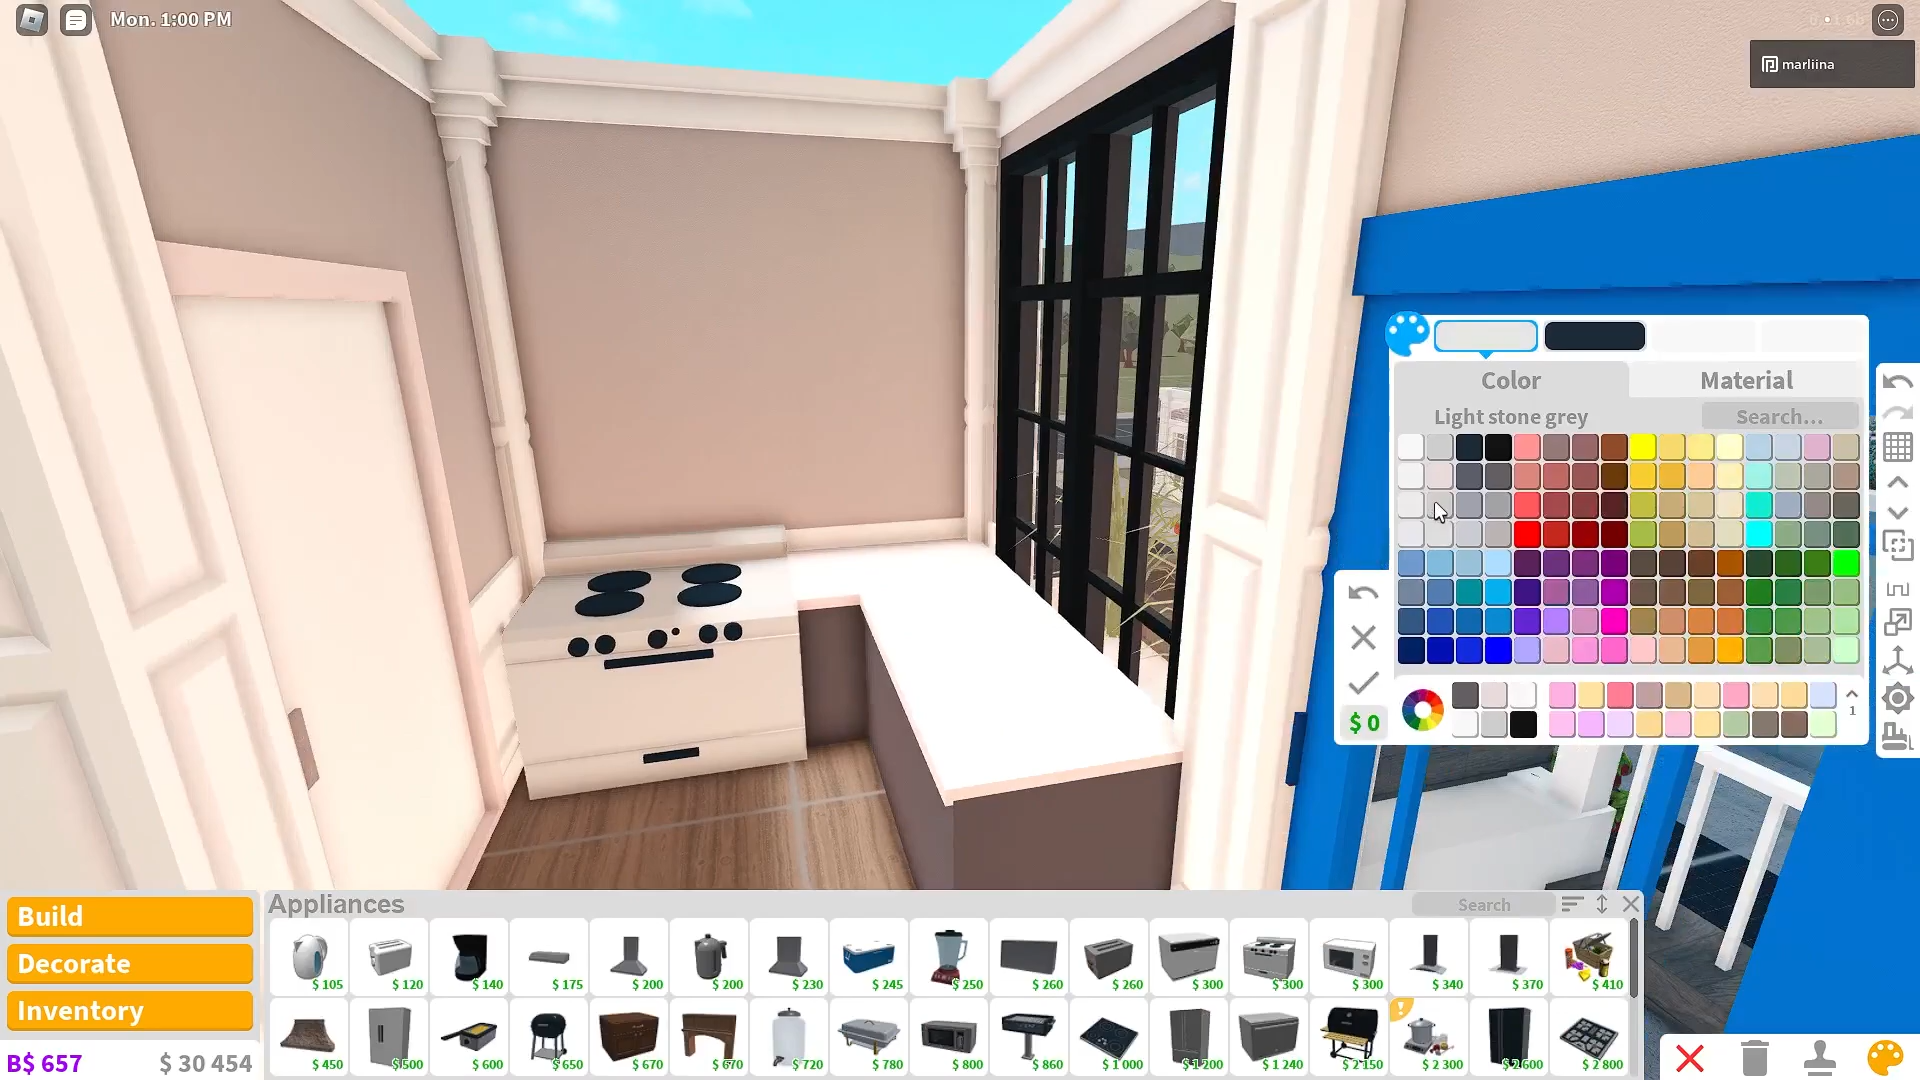 Mon. 1:00 PM
marliina
Color
Material
Light stone grey
Search...
$ 0
1
Build
Decorate
Inventory
B$ 657
$ 30 454
Appliances
Search
$ 105
$ 120
$ 140
$ 175
$ 200
$ 200
$ 230
$ 245
$ 250
$ 260
$ 260
$ 300
$ 300
$ 300
$ 340
$ 370
$ 410
$ 450
$ 500
$ 600
$ 650
$ 670
$ 670
$ 720
$ 780
$ 800
$ 860
$ 1 000
$ 1 200
$ 1 240
$ 2 150
$ 2 300
$ 2 600
$ 2 800